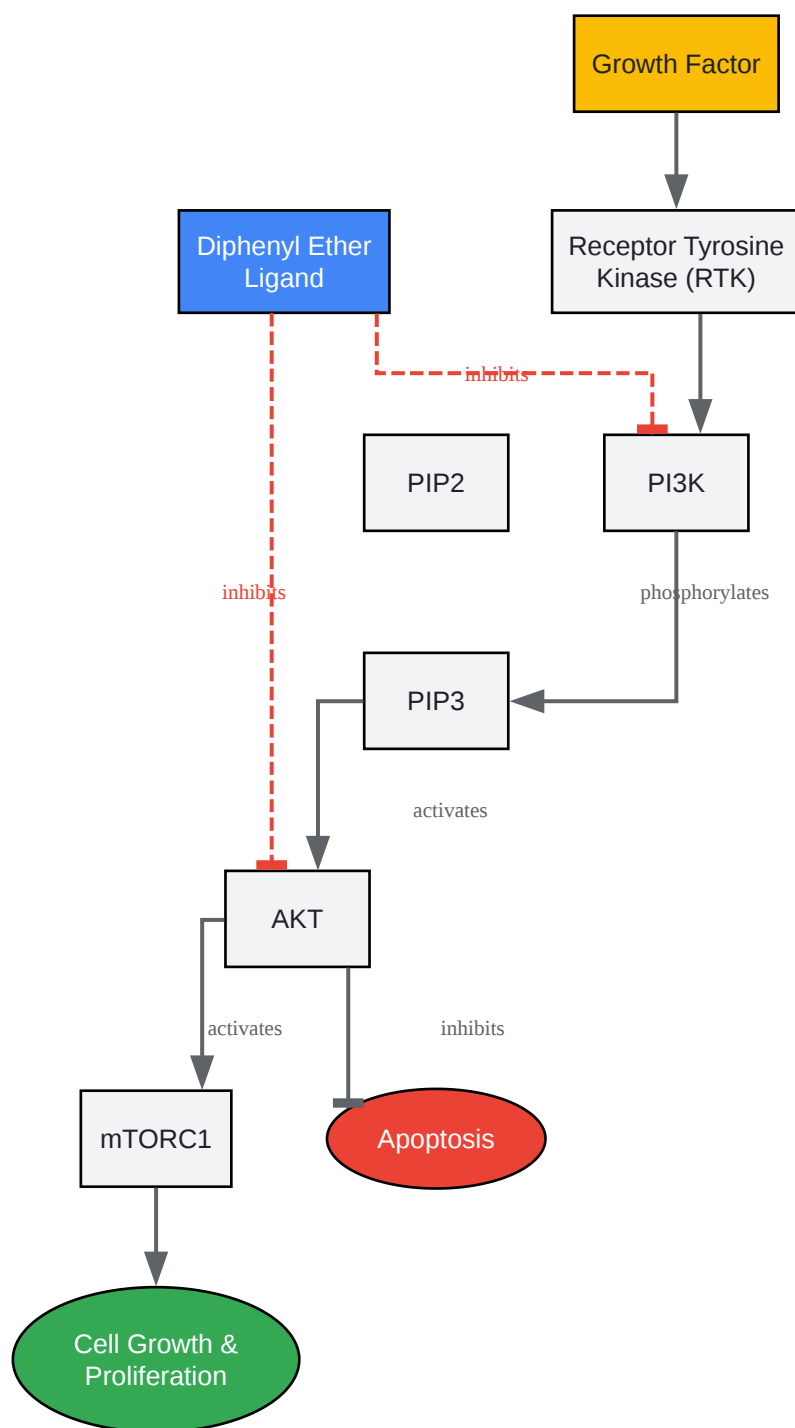 Growth Factor
Diphenyl Ether
Ligand
Receptor Tyrosine
Kinase (RTK)
inhibits
PIP2
PI3K
inhibits
phosphorylates
PIP3
activates
AKT
activates
inhibits
mTORC1
Apoptosis
Cell Growth &
Proliferation